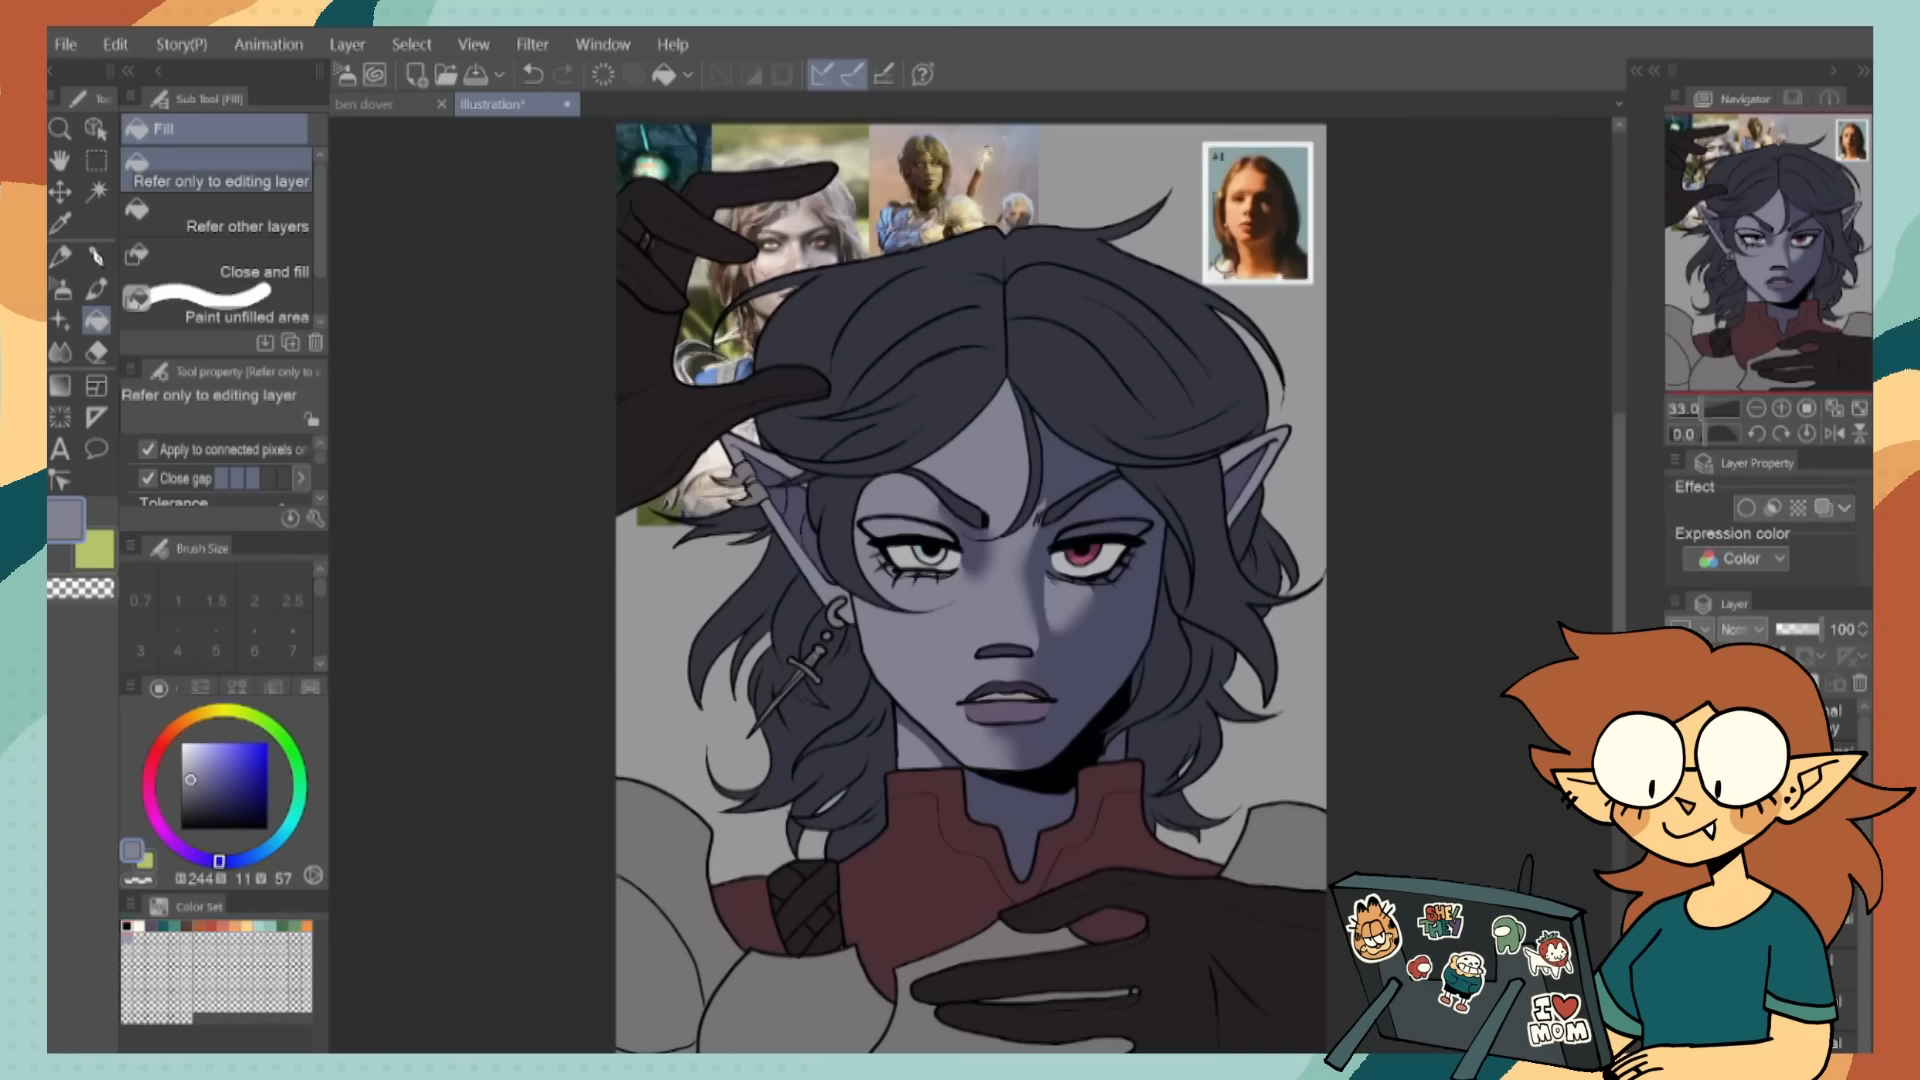 File Edit Story(P) Animation Layer Select View Filter Window Help
ben dover
Illustration*
Sub Tool [Fill]
Fill
Refer only to editing layer
Refer other layers
Close and fill
Paint unfilled area
Tool property [Refer only to e
Refer only to editing layer
Apply to connected pixels or
Close gap
Tolerance
Brush Size
0.7 1 1.5 2 2.5
3 4 5 6 7
244 11 57
Color Set
Navigator
33.0
0.0
Layer Property
Effect
Expression color
Color
Layer
Norm
100
SHE/
THEY
I
MOM